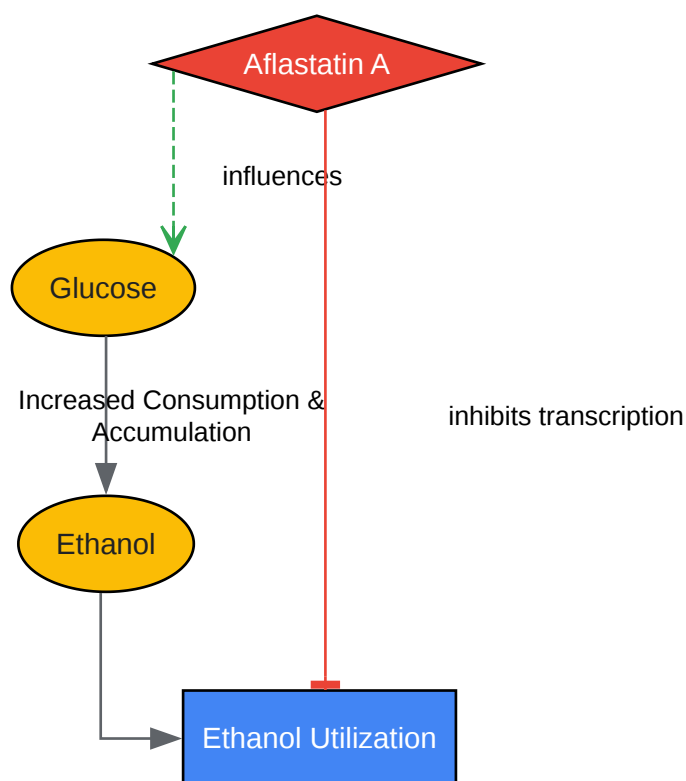 Aflastatin A
influences
Glucose
Increased Consumption &
Accumulation
inhibits transcription
Ethanol
Ethanol Utilization